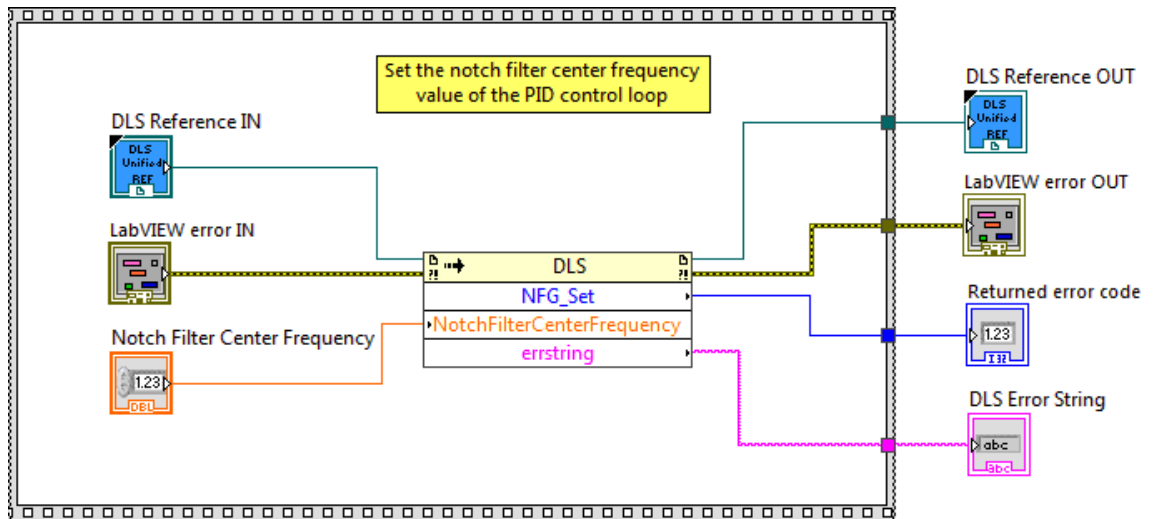 Set the notch filter center frequency
value of the PID control loop
DLS Reference IN
DLS
Unified
REF
LabVIEW error IN
Notch Filter Center Frequency
1.23
DBL
DLS
NFG_Set
NotchFilterCenterFrequency
errstring
DLS Reference OUT
DLS
Unified
REF
LabVIEW error OUT
Returned error code
1.23
I32
DLS Error String
abc
abc